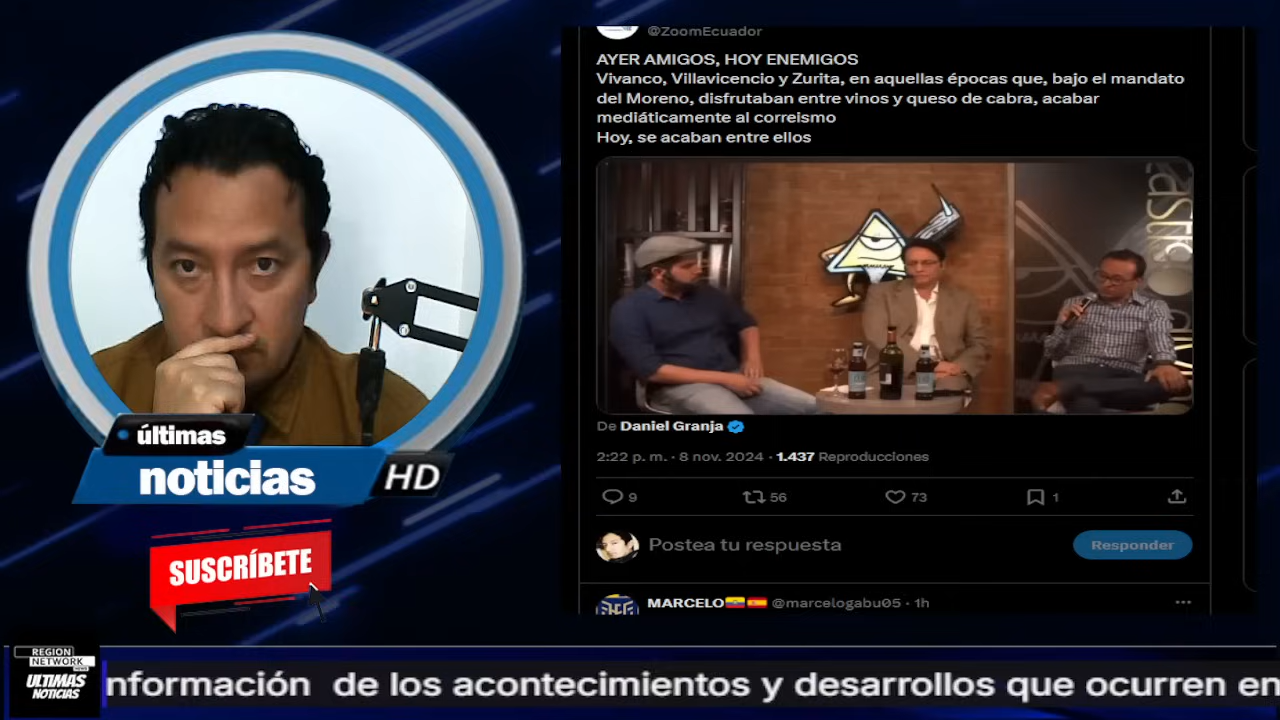 @ZoomEcuador
AYER AMIGOS, HOY ENEMIGOS
Vivanco, Villavicencio y Zurita, en aquellas épocas que, bajo el mandato
del Moreno, disfrutaban entre vinos y queso de cabra, acabar
mediáticamente al correismo
Hoy, se acaban entre ellos
De Daniel Granja
2:22 p. m. · 8 nov. 2024 · 1.437 Reproducciones
9 56 73 1
Postea tu respuesta
Responder
MARCELO @marcelogabu05 · 1h
últimas
noticias HD
SUSCRÍBETE
REGION
NETWORK
ULTIMAS
NOTICIAS
nformación de los acontecimientos y desarrollos que ocurren en